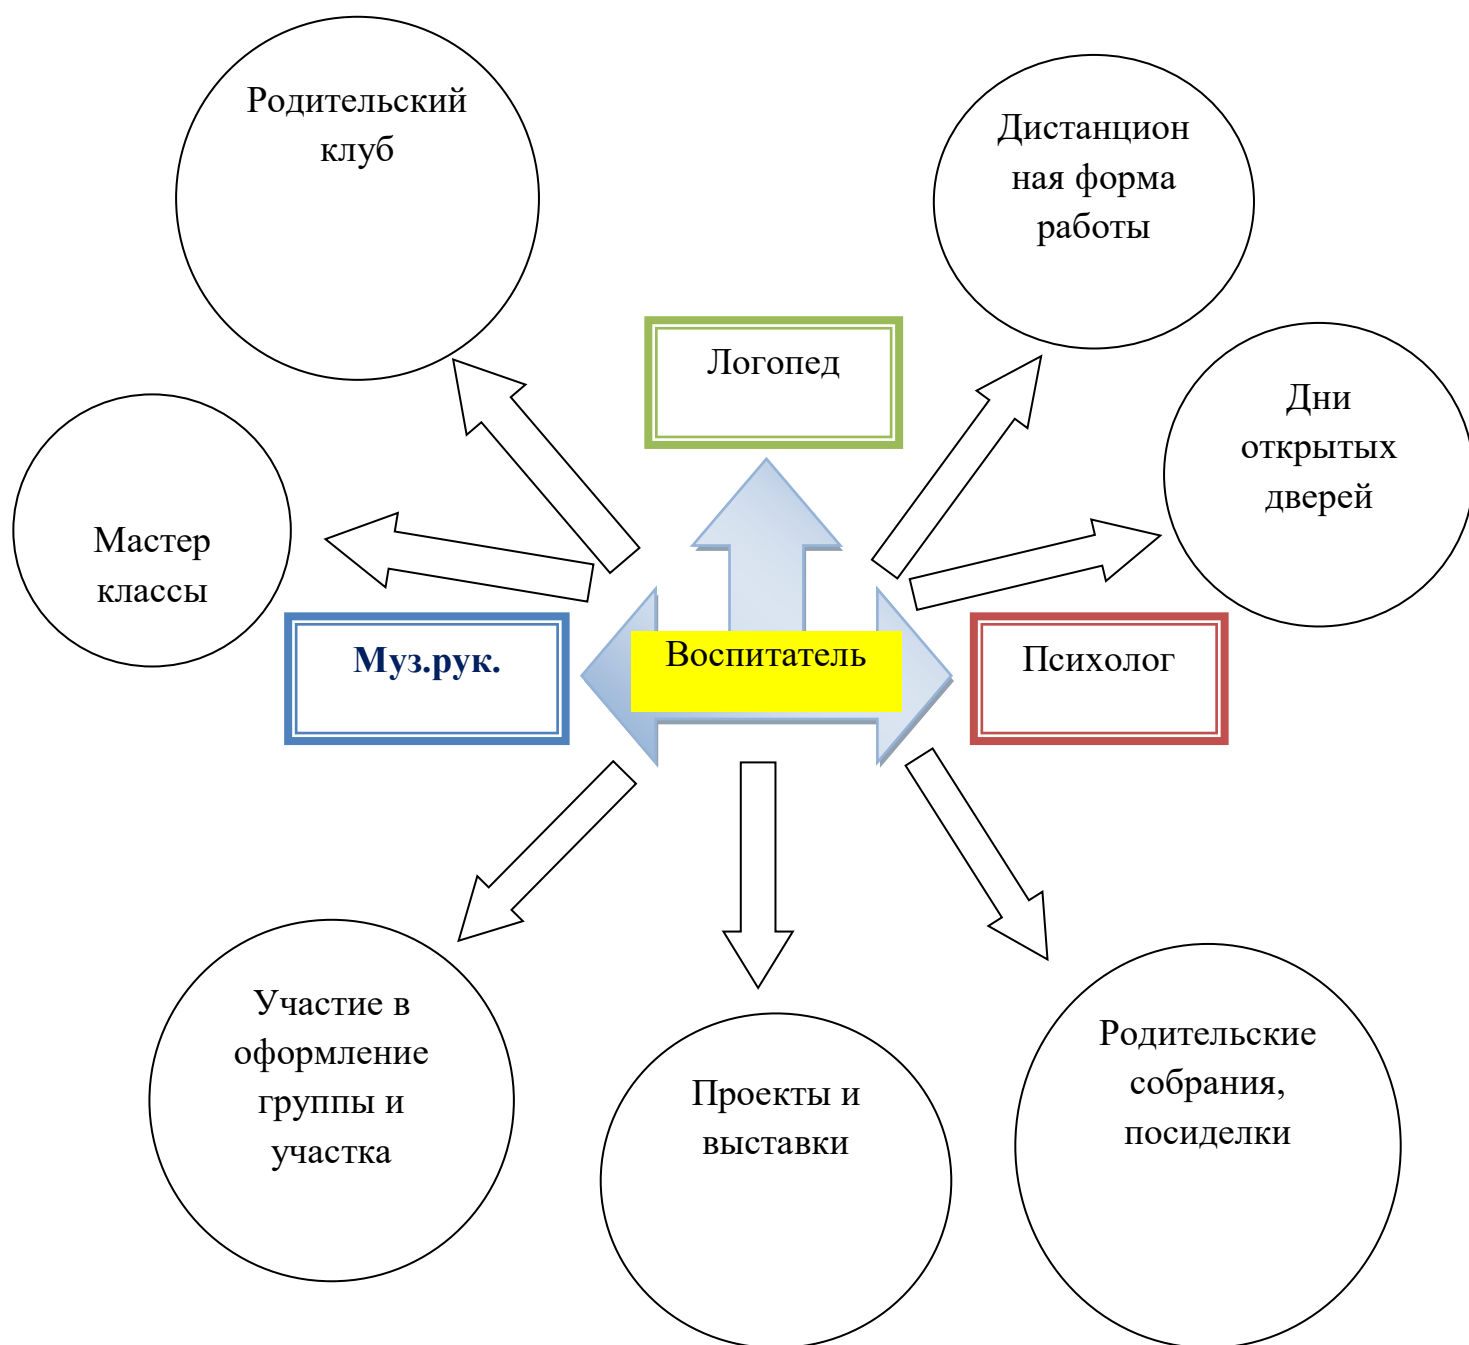 Родительский
клуб
Дистанцион
ная форма
работы
Логопед
Дни
открытых
дверей
Мастер
классы
Муз.рук.
Воспитатель
Психолог
Участие в
оформление
группы и
участка
Проекты и
выставки
Родительские
собрания,
посиделки